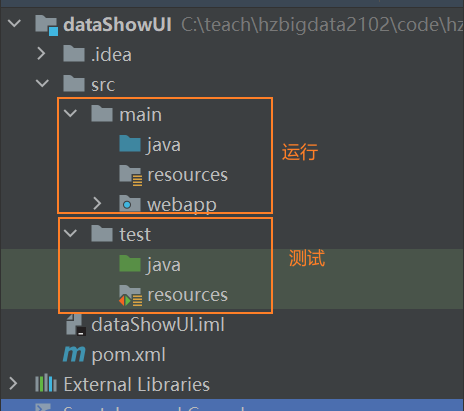 dataShowUI C:\teach\hzbigdata2102\code\hz
.idea
src
main
java
运行
resources
webapp
test
java
测试
resources
dataShowUI.iml
m pom.xml
External Libraries